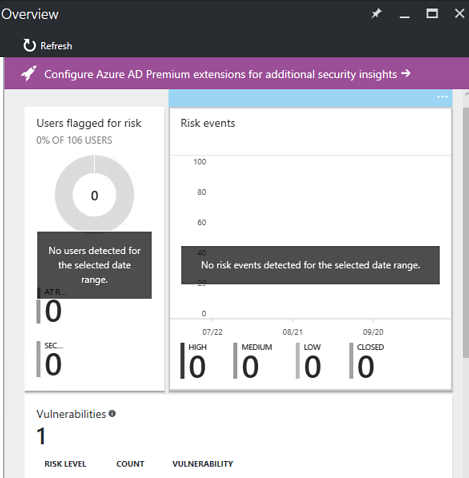 Overview
Refresh
Configure Azure AD Premium extensions for additional security insights →
Users flagged for risk
0% OF 106 USERS
0
No users detected for
the selected date
range.
AT R...
0
SEC...
0
Risk events
100
80
60
40
No risk events detected for the selected date range.
20
0
07/22
08/21
09/20
HIGH
0
MEDIUM
0
LOW
0
CLOSED
0
Vulnerabilities
1
RISK LEVEL COUNT VULNERABILITY